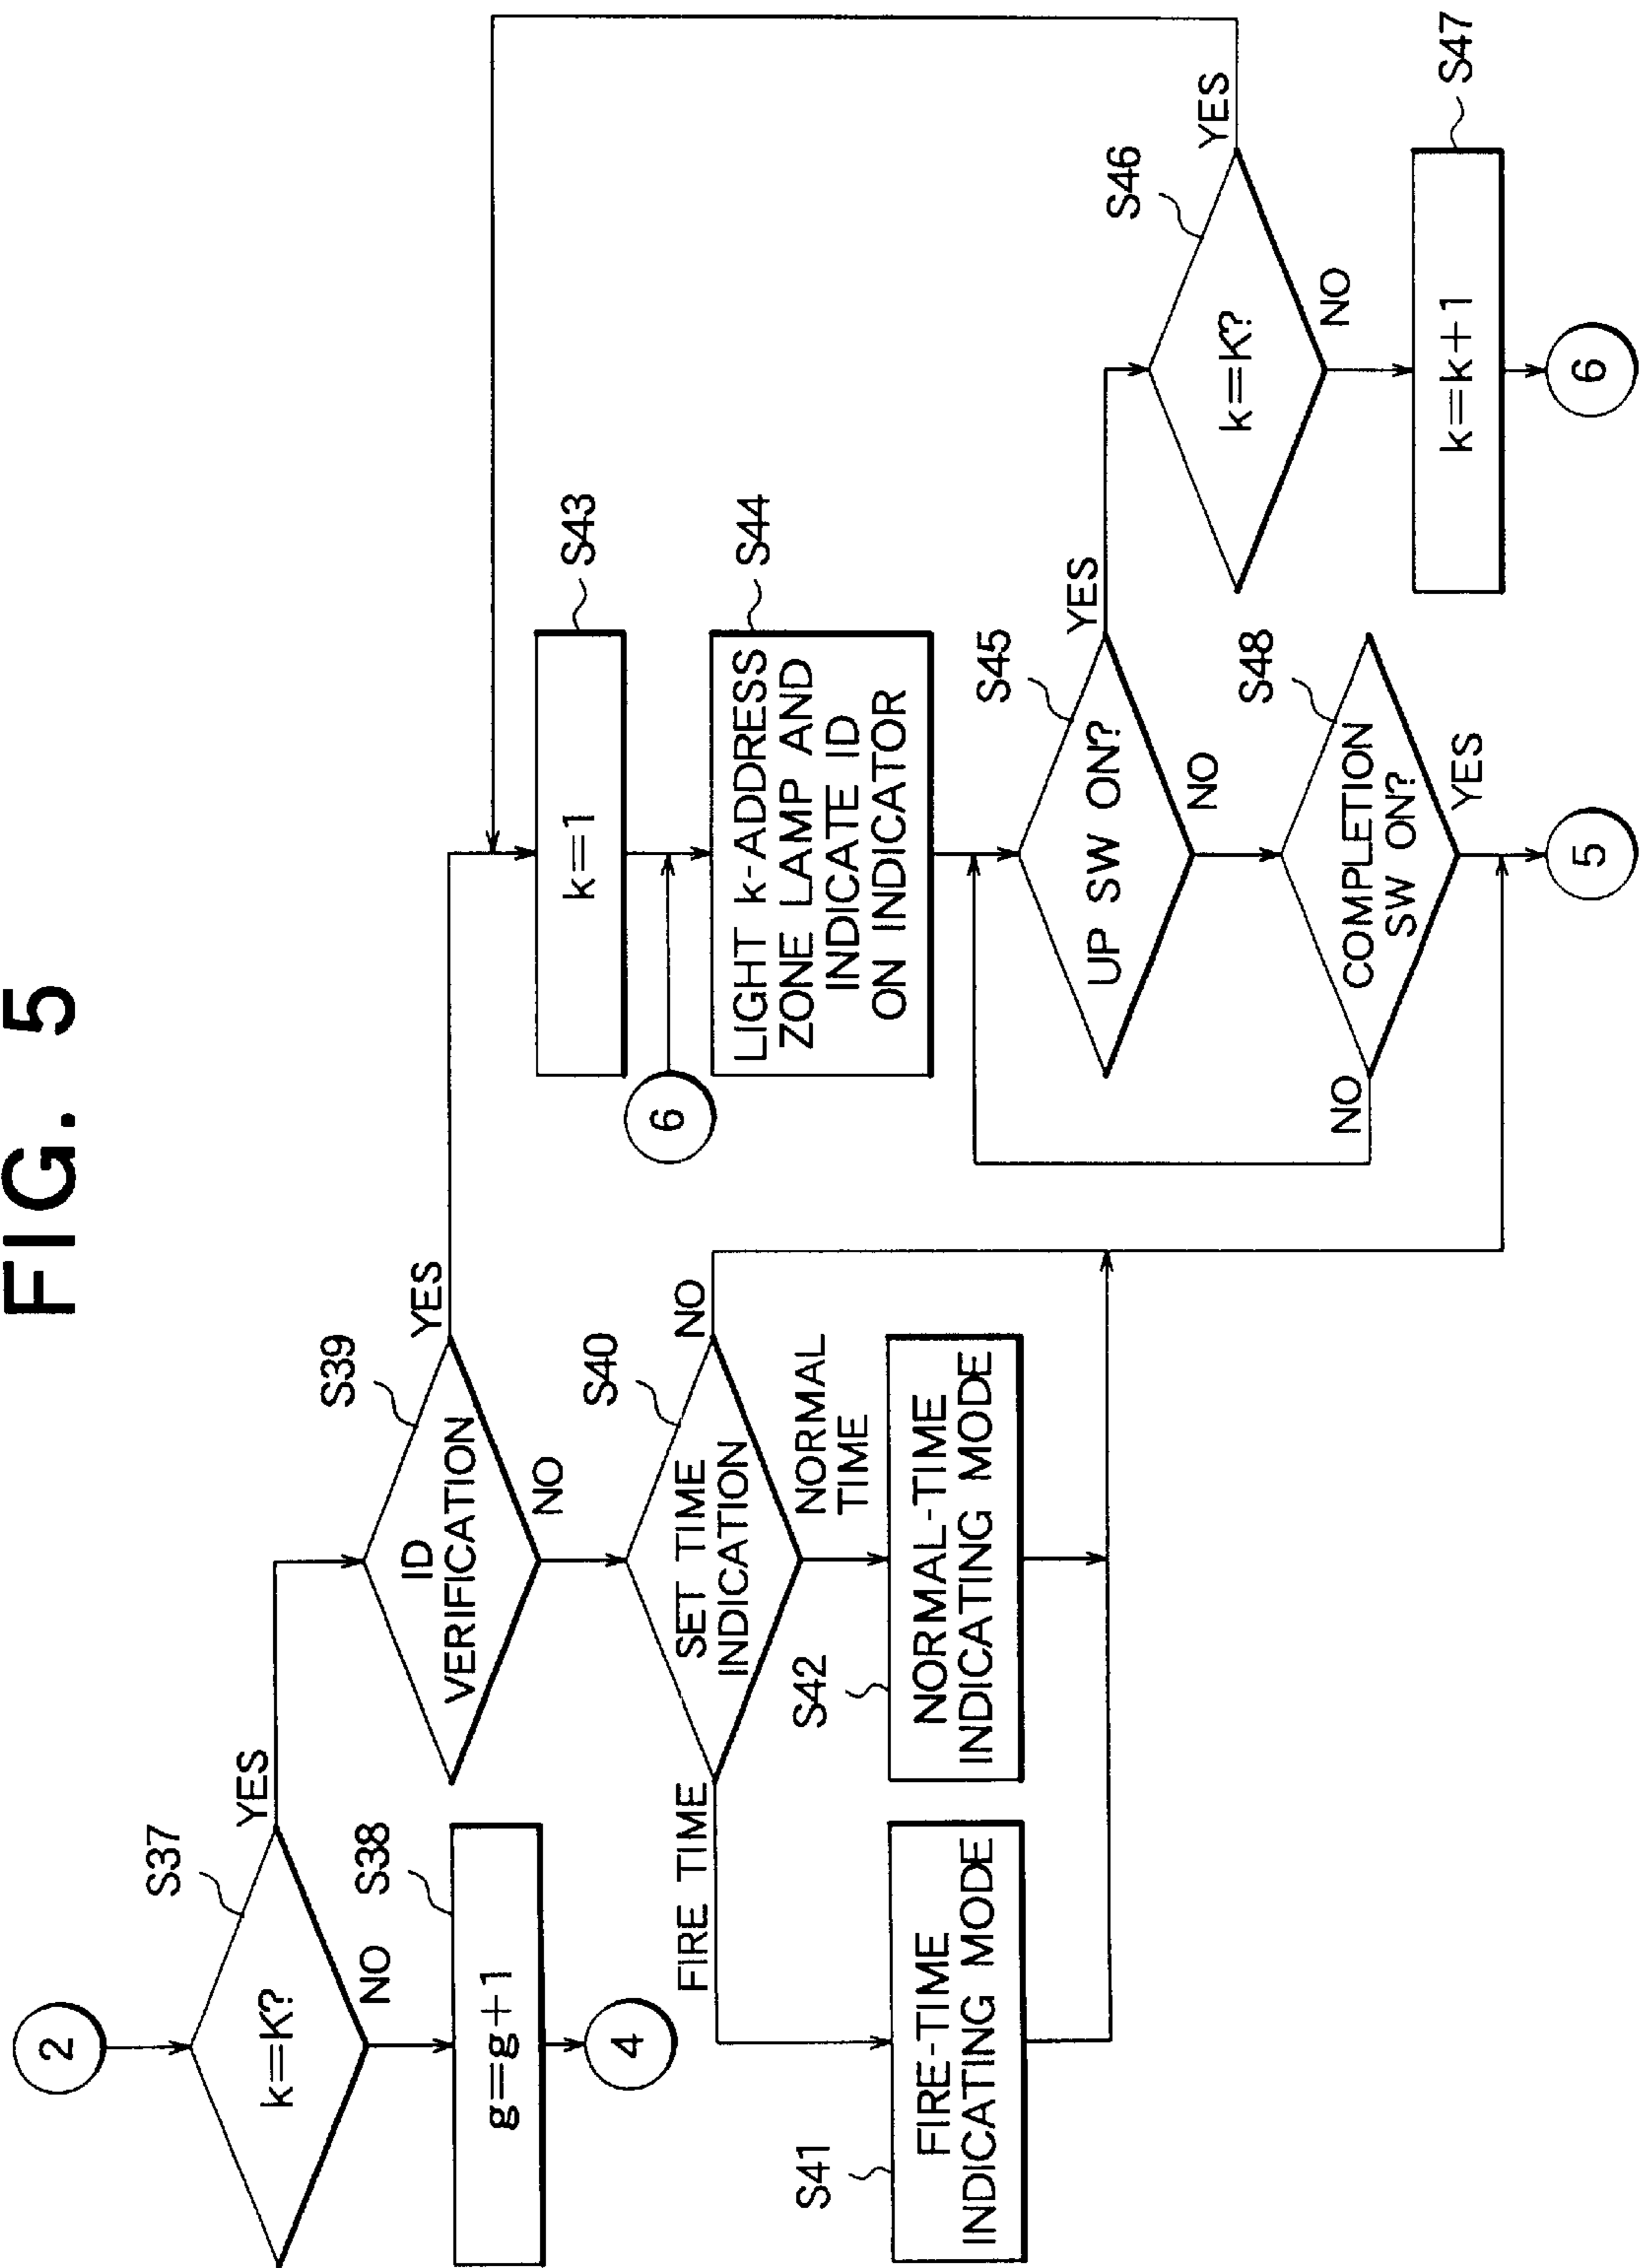 FIG. 5
2
S37
k=K?
YES
NO
S38
g=g+1
4
S39
ID
VERIFICATION
YES
NO
S40
SET TIME
INDICATION
NO
FIRE TIME
NORMAL
TIME
S41
FIRE-TIME
INDICATING MODE
S42
NORMAL-TIME
INDICATING MODE
S43
k=1
6
S44
LIGHT k-ADDRESS
ZONE LAMP AND
INDICATE ID
ON INDICATOR
S45
UP SW ON?
YES
NO
S46
k=K?
YES
NO
S47
k=k+1
6
S48
COMPLETION
SW ON?
NO
YES
5